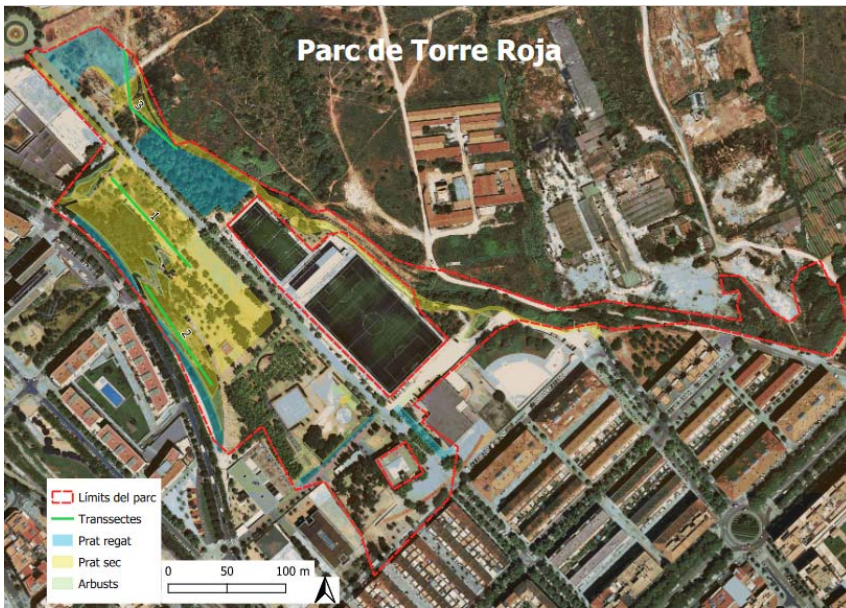 Parc de Torre Roja
3
1
2
Límits del parc
Transsectes
Prat regat
Prat sec
Arbusts
0 50 100 m